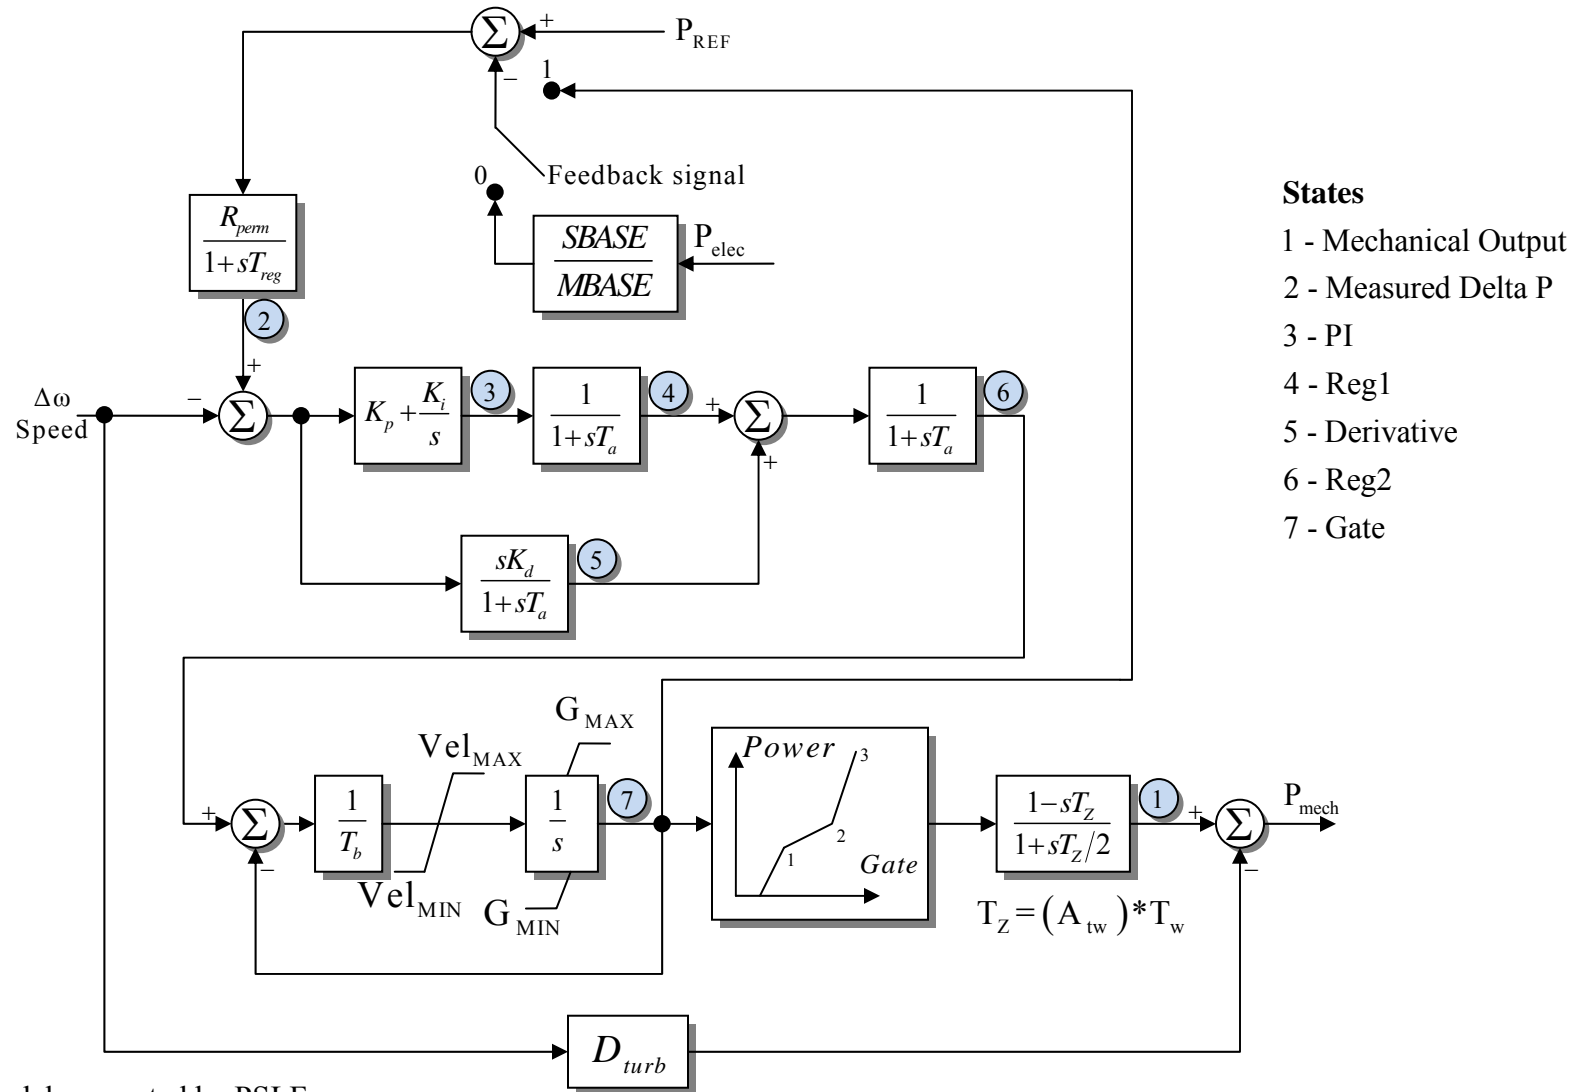 Σ
+
P_REF
−
1
Feedback signal
0
R_perm
1+sT_reg
SBASE
MBASE
P_elec
2
+
Δω
Speed
−
Σ
K_p + K_i
s
3
1
1+sT_a
4
+
Σ
+
1
1+sT_a
6
sK_d
1+sT_a
5
States
1 - Mechanical Output
2 - Measured Delta P
3 - PI
4 - Reg1
5 - Derivative
6 - Reg2
7 - Gate
+
Σ
−
1
T_b
Vel_MAX
Vel_MIN
G_MAX
1
s
G_MIN
7
Power
3
2
1
Gate
1−sT_Z
1+sT_Z/2
T_Z=(A_tw)*T_w
1
+
Σ
−
P_mech
D_turb